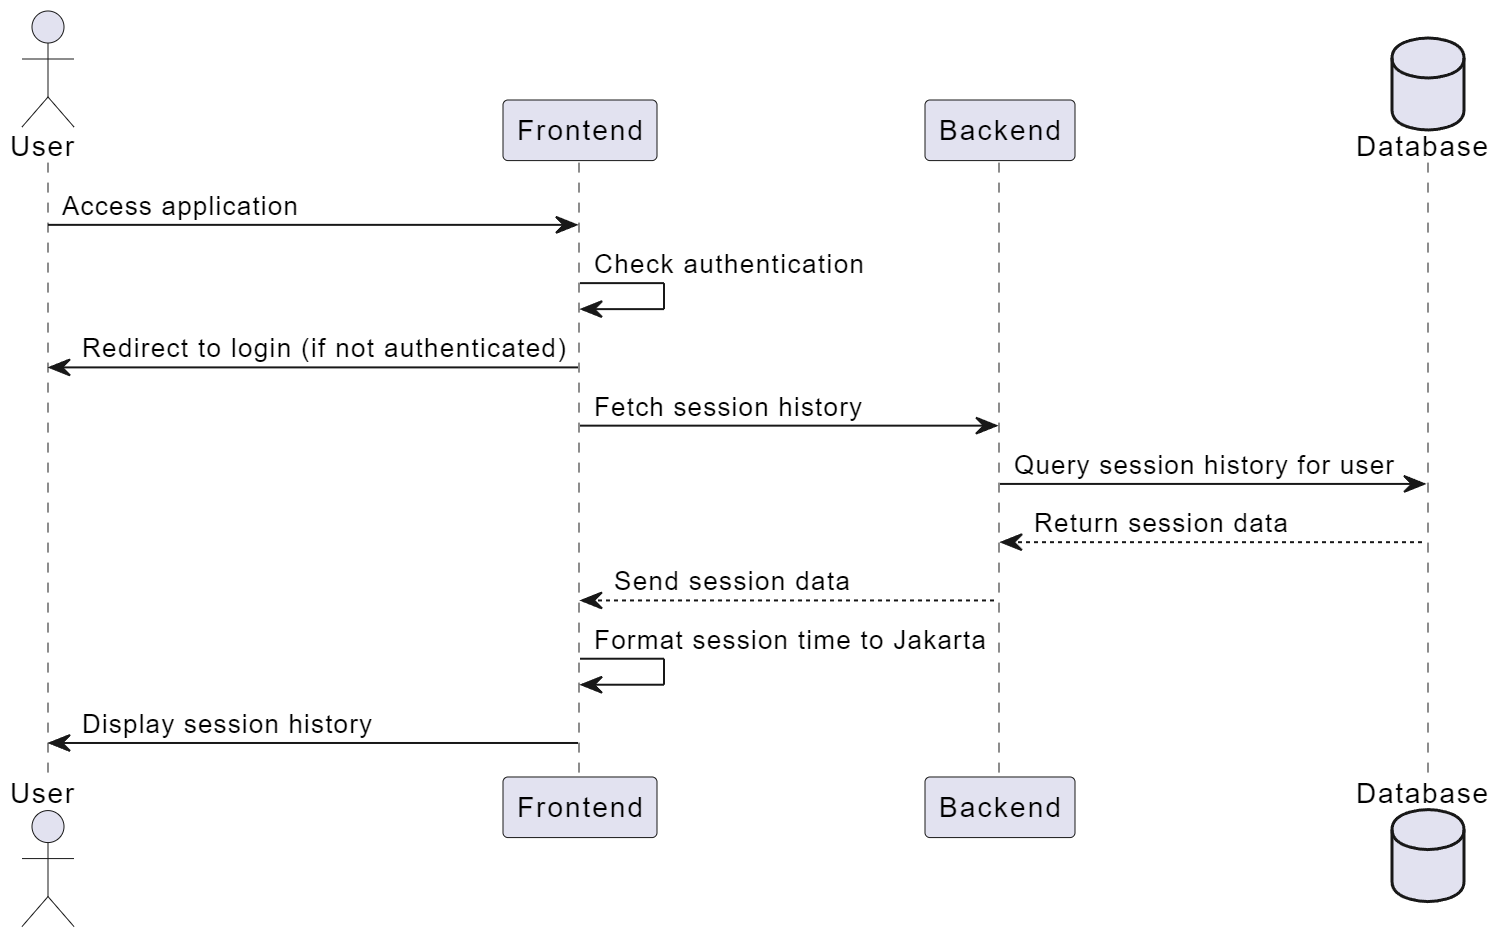 User
Frontend
Backend
Database
Access application
Check authentication
Redirect to login (if not authenticated)
Fetch session history
Query session history for user
Return session data
Send session data
Format session time to Jakarta
Display session history
User
Frontend
Backend
Database